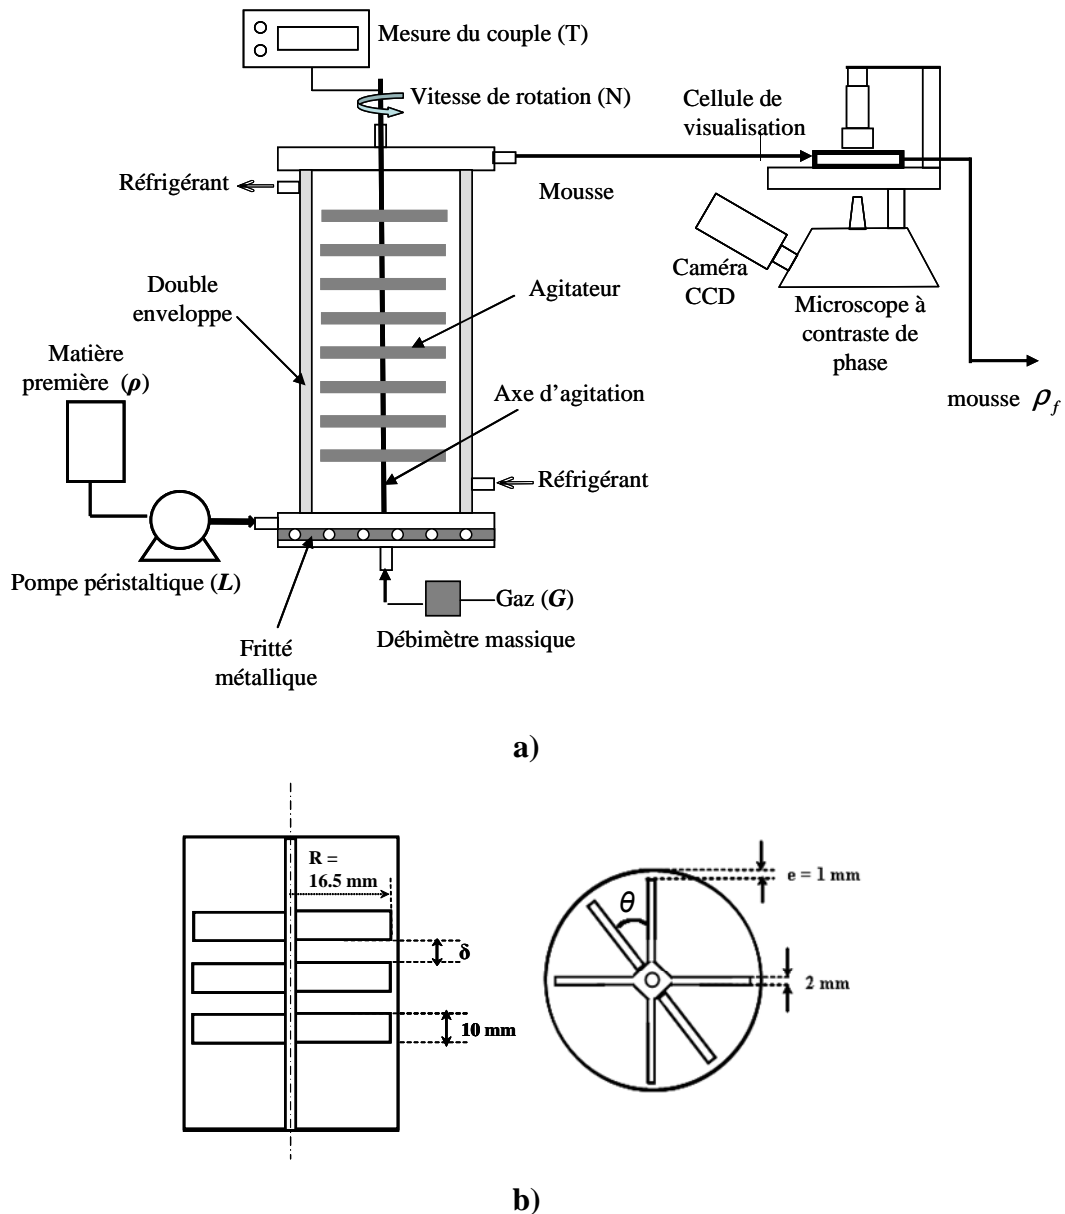 Mesure du couple (T)
Vitesse de rotation (N)
Cellule de
visualisation
Réfrigérant
Mousse
Double
enveloppe
Agitateur
Caméra
CCD
Microscope à
contraste de
phase
Matière
première (ρ)
Axe d’agitation
mousse ρf
Réfrigérant
Pompe péristaltique (L)
Gaz (G)
Débimètre massique
Fritté
métallique
a)
R =
16.5 mm
e = 1 mm
θ
δ
2 mm
10 mm
b)